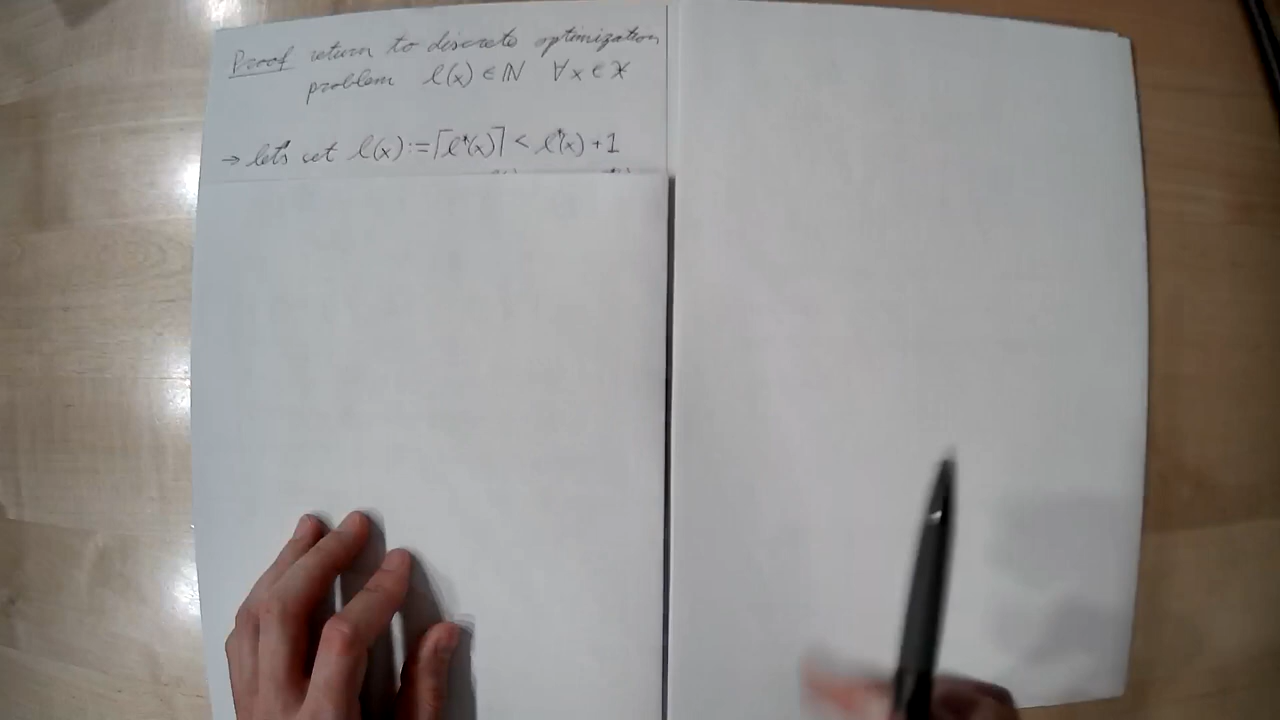 Proof return to discrete optimization
problem l(x) ∈ ℕ ∀x ∈ 𝒳
→ let's set l(x) := ⌈l*(x)⌉ < l*(x) + 1